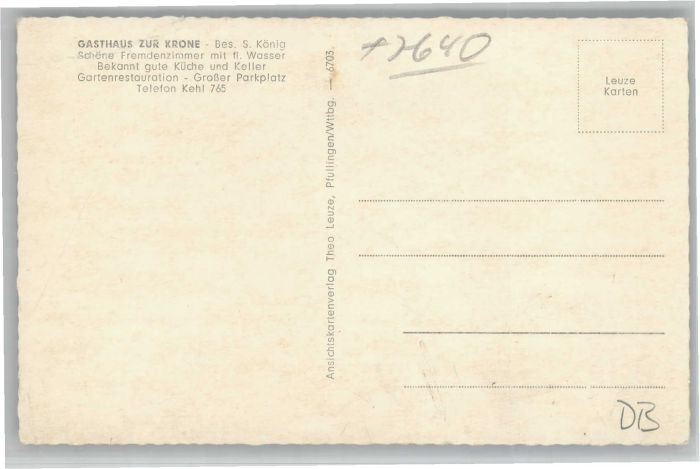 GASTHAUS ZUR KRONE - Bes. S. König
Schöne Fremdenzimmer mit fl. Wasser
Bekannt gute Küche und Keller
Gartenrestauration - Großer Parkplatz
Telefon Kehl 765
Ansichtskartenverlag Theo Leuze, Pfullingen/Wttbg. — 6703
+2640
Leuze
Karten
DB